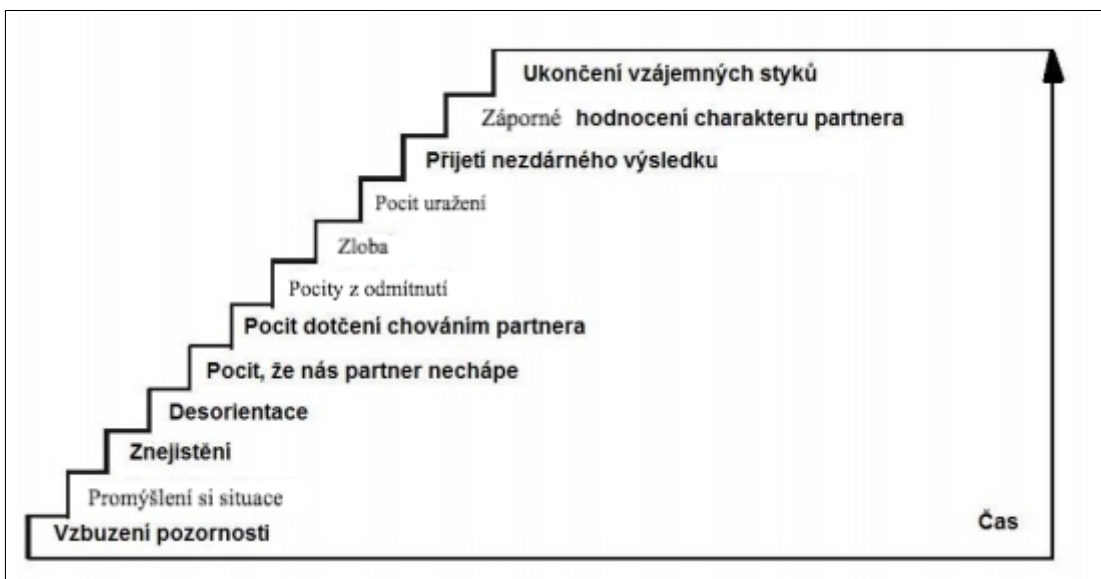 Ukončení vzájemných styků
Záporné hodnocení charakteru partnera
Přijetí nezdárného výsledku
Pocit uražení
Zloba
Pocity z odmítnutí
Pocit dotčení chováním partnera
Pocit, že nás partner nechápe
Desorientace
Znejistění
Promýšlení si situace
Vzbuzení pozornosti
Čas